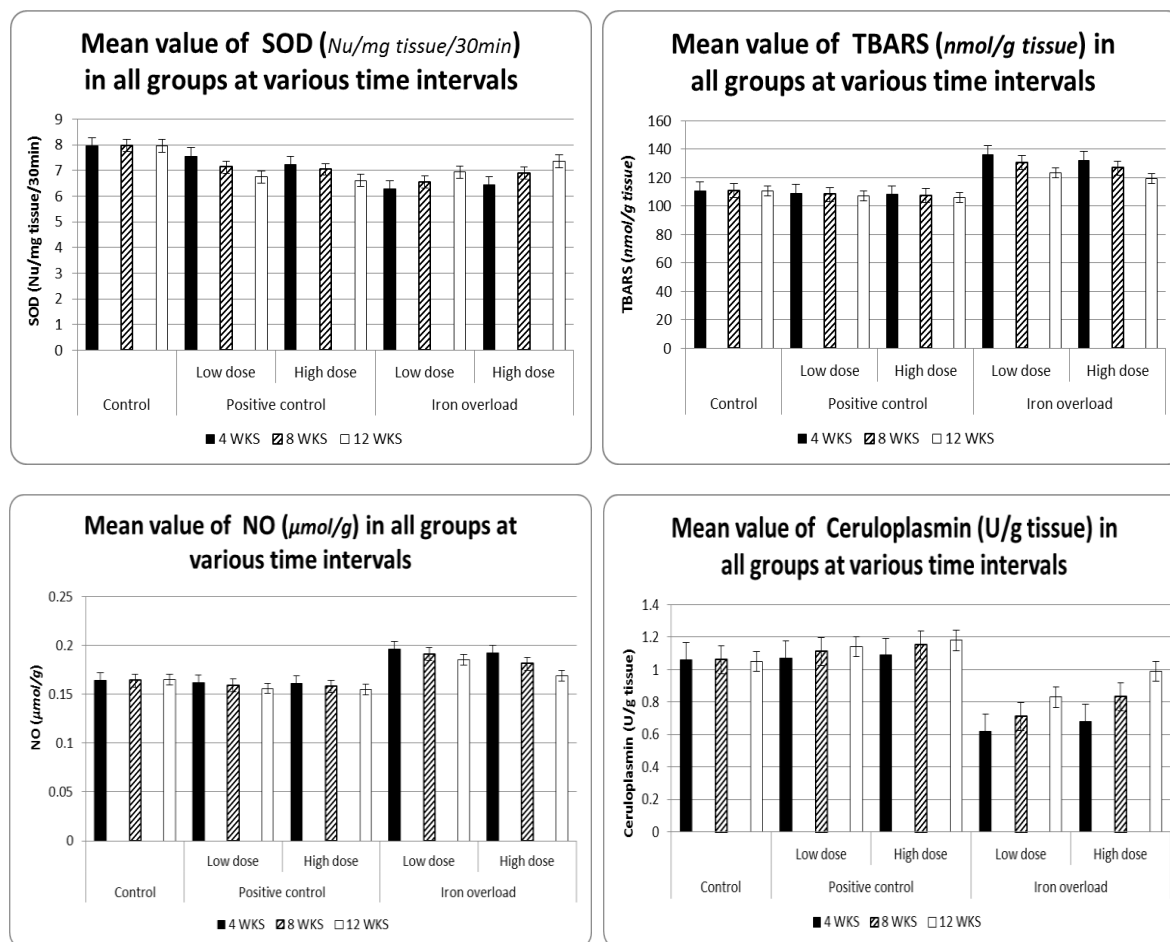 Mean value of SOD (Nu/mg tissue/30min)
in all groups at various time intervals
SOD (Nu/mg tissue/30min)
9
8
7
6
5
4
3
2
1
0
Low dose High dose Low dose High dose
Control Positive control Iron overload
4 WKS 8 WKS 12 WKS
Mean value of TBARS (nmol/g tissue) in
all groups at various time intervals
TBARS (nmol/g tissue)
160
140
120
100
80
60
40
20
0
Low dose High dose Low dose High dose
Control Positive control Iron overload
4 WKS 8 WKS 12 WKS
Mean value of NO (µmol/g) in all groups at
various time intervals
NO (µmol/g)
0.25
0.2
0.15
0.1
0.05
0
Low dose High dose Low dose High dose
Control Positive control Iron overload
4 WKS 8 WKS 12 WKS
Mean value of Ceruloplasmin (U/g tissue) in
all groups at various time intervals
Ceruloplasmin (U/g tissue)
1.4
1.2
1
0.8
0.6
0.4
0.2
0
Low dose High dose Low dose High dose
Control Positive control Iron overload
4 WKS 8 WKS 12 WKS